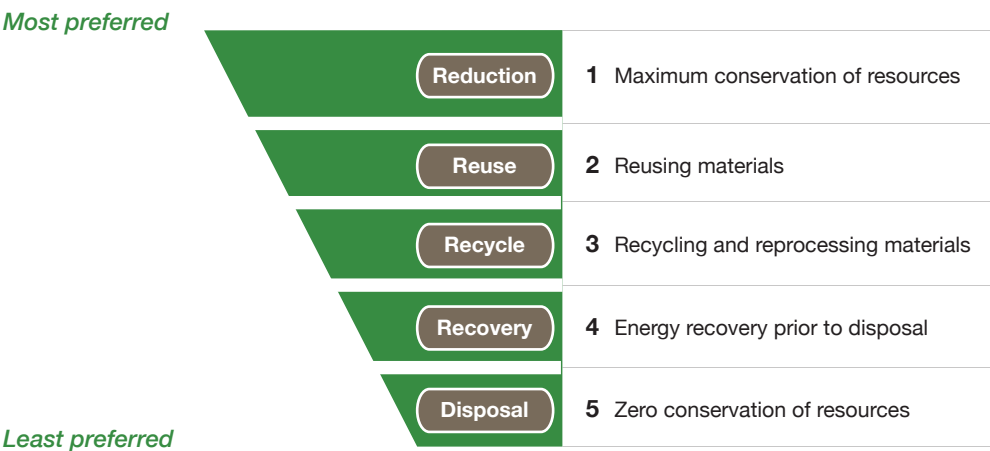 Most preferred
Reduction
1 Maximum conservation of resources
Reuse
2 Reusing materials
Recycle
3 Recycling and reprocessing materials
Recovery
4 Energy recovery prior to disposal
Disposal
5 Zero conservation of resources
Least preferred